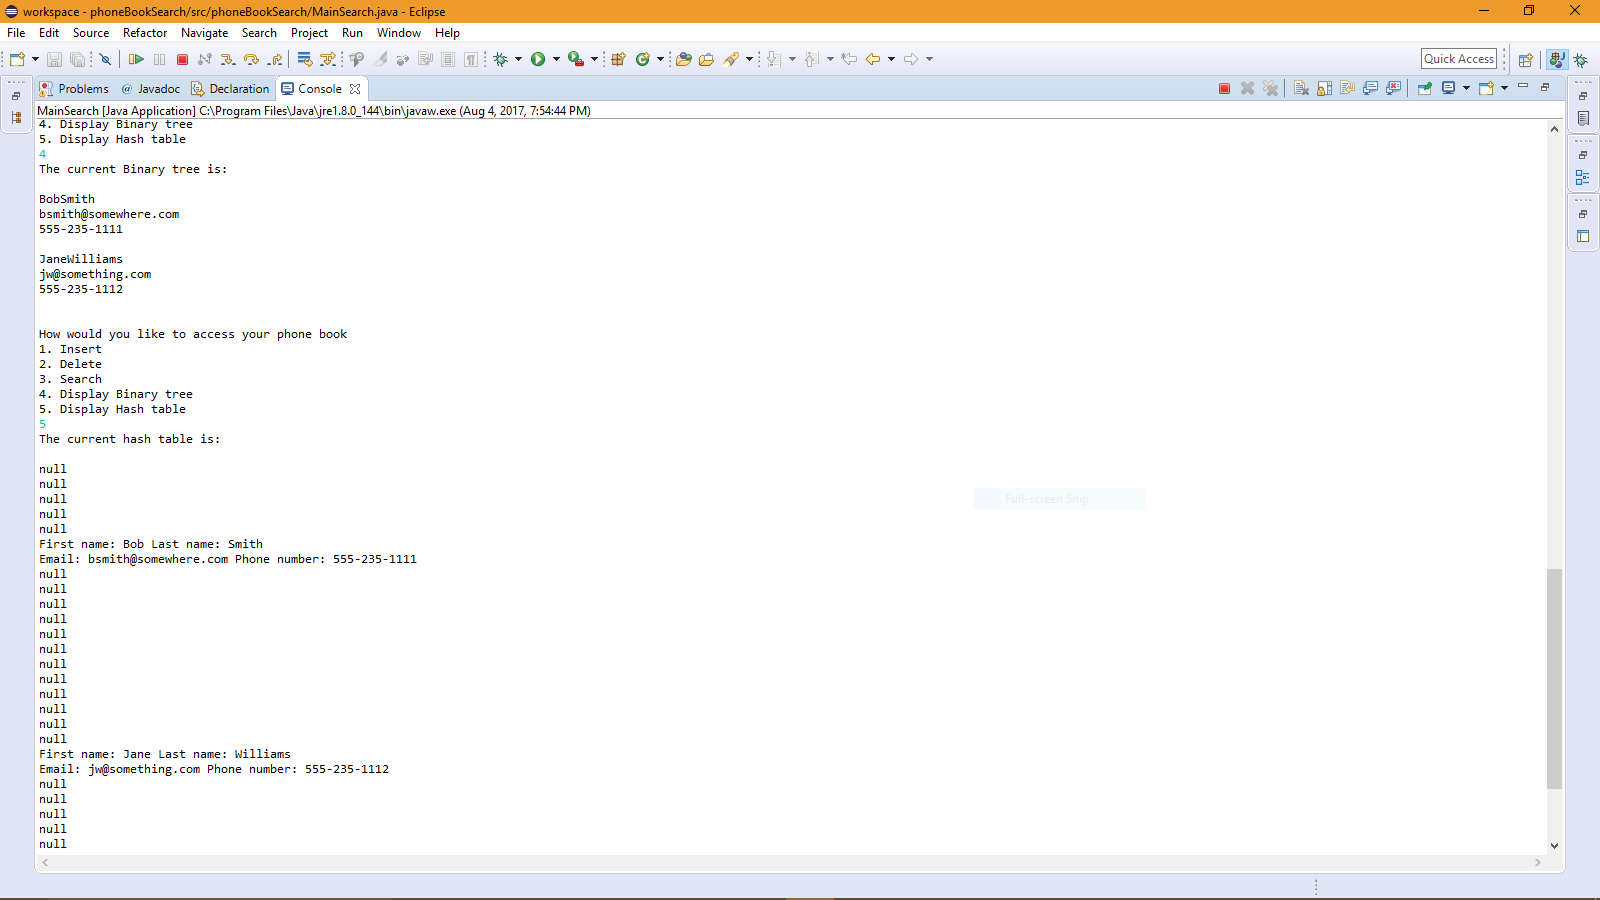 workspace - phoneBookSearch/src/phoneBookSearch/MainSearch.java - Eclipse
File Edit Source Refactor Navigate Search Project Run Window Help
Quick Access
Problems @ Javadoc Declaration Console
MainSearch [Java Application] C:\Program Files\Java\jre1.8.0_144\bin\javaw.exe (Aug 4, 2017, 7:54:44 PM)
4. Display Binary tree
5. Display Hash table
4
The current Binary tree is:
BobSmith
bsmith@somewhere.com
555-235-1111
JaneWilliams
jw@something.com
555-235-1112
How would you like to access your phone book
1. Insert
2. Delete
3. Search
4. Display Binary tree
5. Display Hash table
5
The current hash table is:
null
null
null
null
null
First name: Bob Last name: Smith
Email: bsmith@somewhere.com Phone number: 555-235-1111
null
null
null
null
null
null
null
null
null
null
null
null
First name: Jane Last name: Williams
Email: jw@something.com Phone number: 555-235-1112
null
null
null
null
null
Full-screen Snip